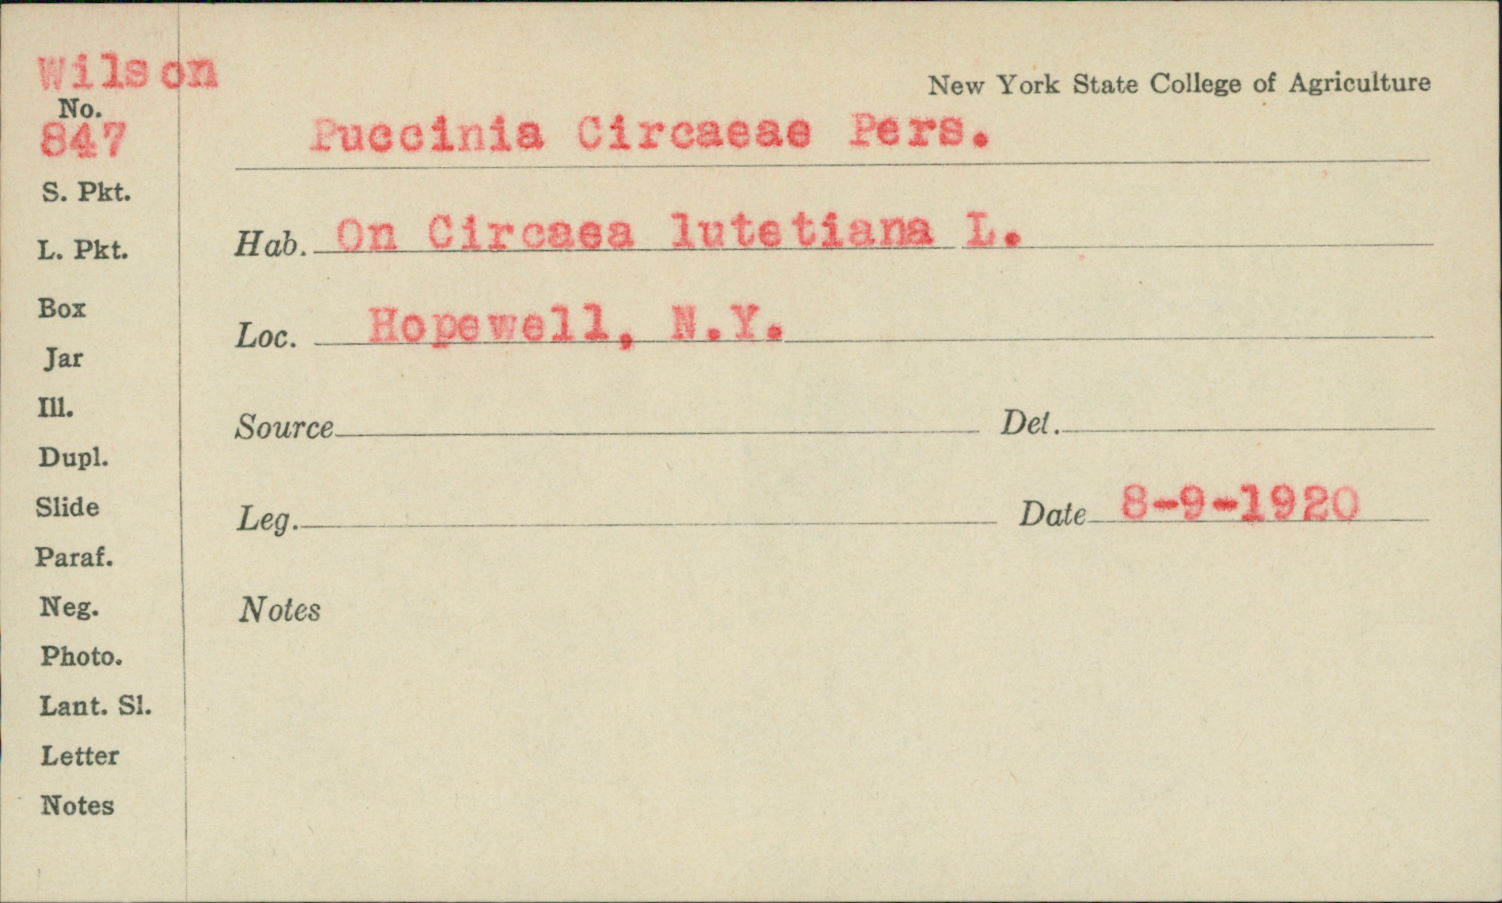 Wilson
New York State College of Agriculture
No.
847
Puccinia Circaeae Pers.
S. Pkt.
Hab. On Circaea lutetiana L.
L. Pkt.
Box
Loc. Hopewell, N.Y.
Jar
Ill.
Source Det.
Dupl.
Slide
Leg. Date 8-9-1920
Paraf.
Neg.
Notes
Photo.
Lant. Sl.
Letter
Notes